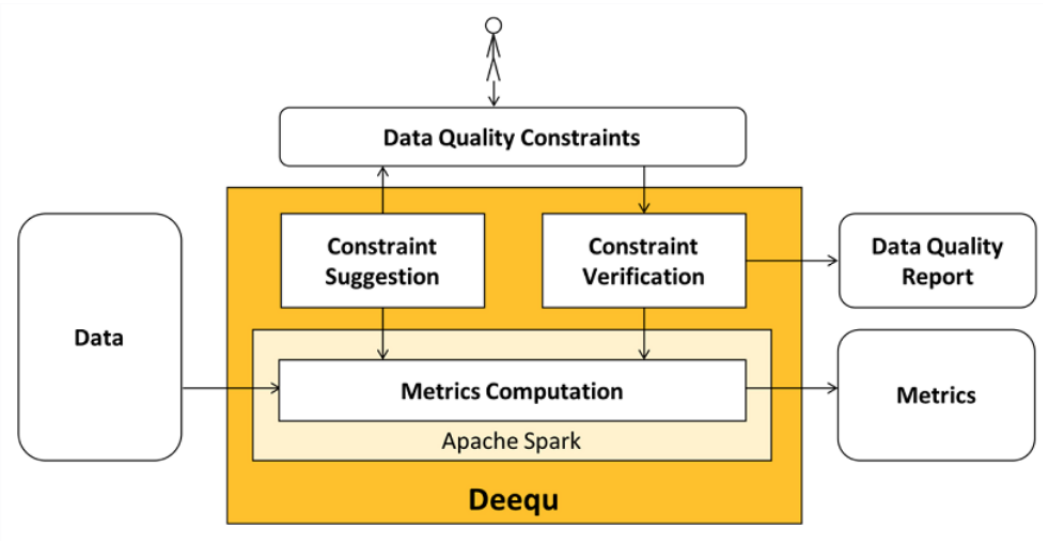 Data Quality Constraints
Constraint
Suggestion
Constraint
Verification
Data Quality
Report
Data
Metrics Computation
Metrics
Apache Spark
Deequ